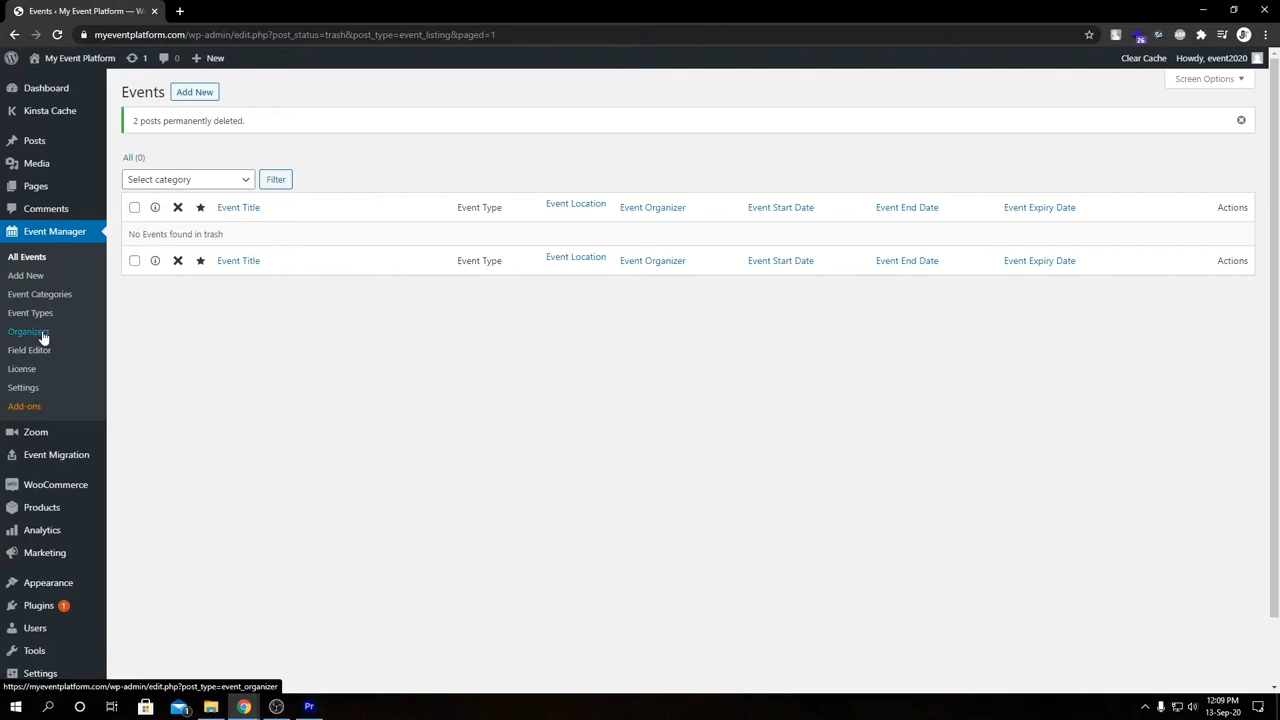 Events ‹ My Event Platform — W
myeventplatform.com/wp-admin/edit.php?post_status=trash&post_type=event_listing&paged=1
26
My Event Platform
1
0
New
Clear Cache
Howdy, event2020
Dashboard
Kinsta Cache
Posts
Media
Pages
Comments
Event Manager
All Events
Add New
Event Categories
Event Types
Organizers
Field Editor
License
Settings
Add-ons
Zoom
Event Migration
WooCommerce
Products
Analytics
Marketing
Appearance
Plugins 1
Users
Tools
Settings
Screen Options
Events
Add New
2 posts permanently deleted.
All (0)
Select category
Filter
Event Title Event Type Event Location Event Organizer Event Start Date Event End Date Event Expiry Date Actions
No Events found in trash
Event Title Event Type Event Location Event Organizer Event Start Date Event End Date Event Expiry Date Actions
https://myeventplatform.com/wp-admin/edit.php?post_type=event_organizer
1
Pr
12:09 PM
13-Sep-20